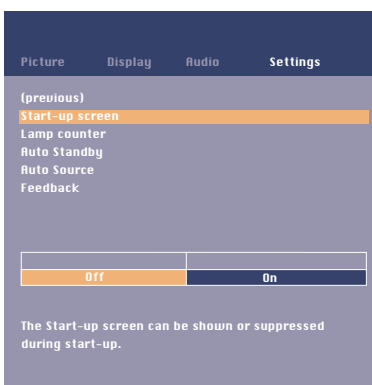 Picture Display Audio Settings
(previous)
Start-up screen
Lamp counter
Auto Standby
Auto Source
Feedback
Off On
The Start-up screen can be shown or suppressed
during start-up.